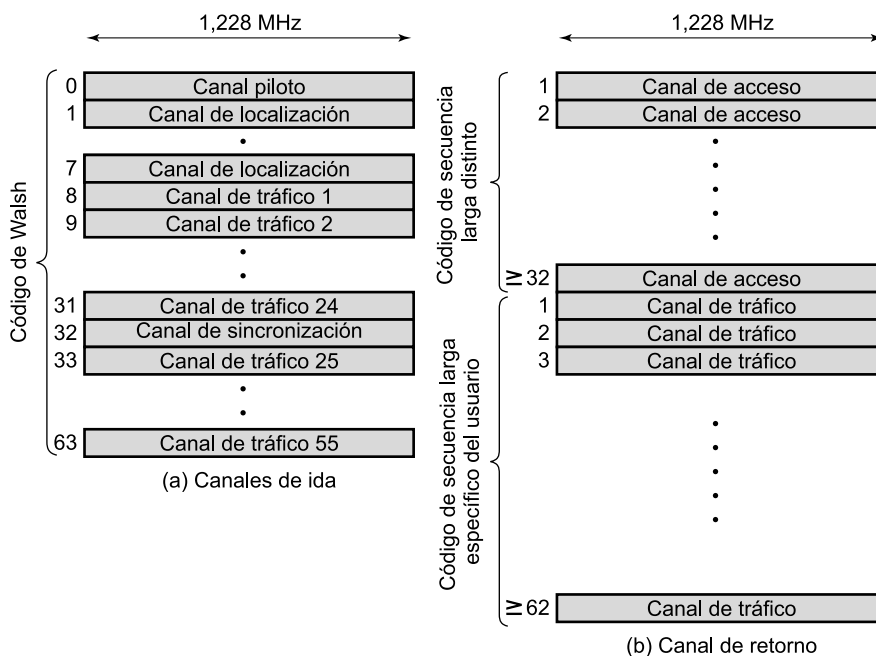 1,228 MHz
Código de Walsh
0 Canal piloto
1 Canal de localización
7 Canal de localización
8 Canal de tráfico 1
9 Canal de tráfico 2
31 Canal de tráfico 24
32 Canal de sincronización
33 Canal de tráfico 25
63 Canal de tráfico 55
(a) Canales de ida
1,228 MHz
Código de secuencia
larga distinto
1 Canal de acceso
2 Canal de acceso
≥ 32 Canal de acceso
Código de secuencia larga
específico del usuario
1 Canal de tráfico
2 Canal de tráfico
3 Canal de tráfico
≥ 62 Canal de tráfico
(b) Canal de retorno